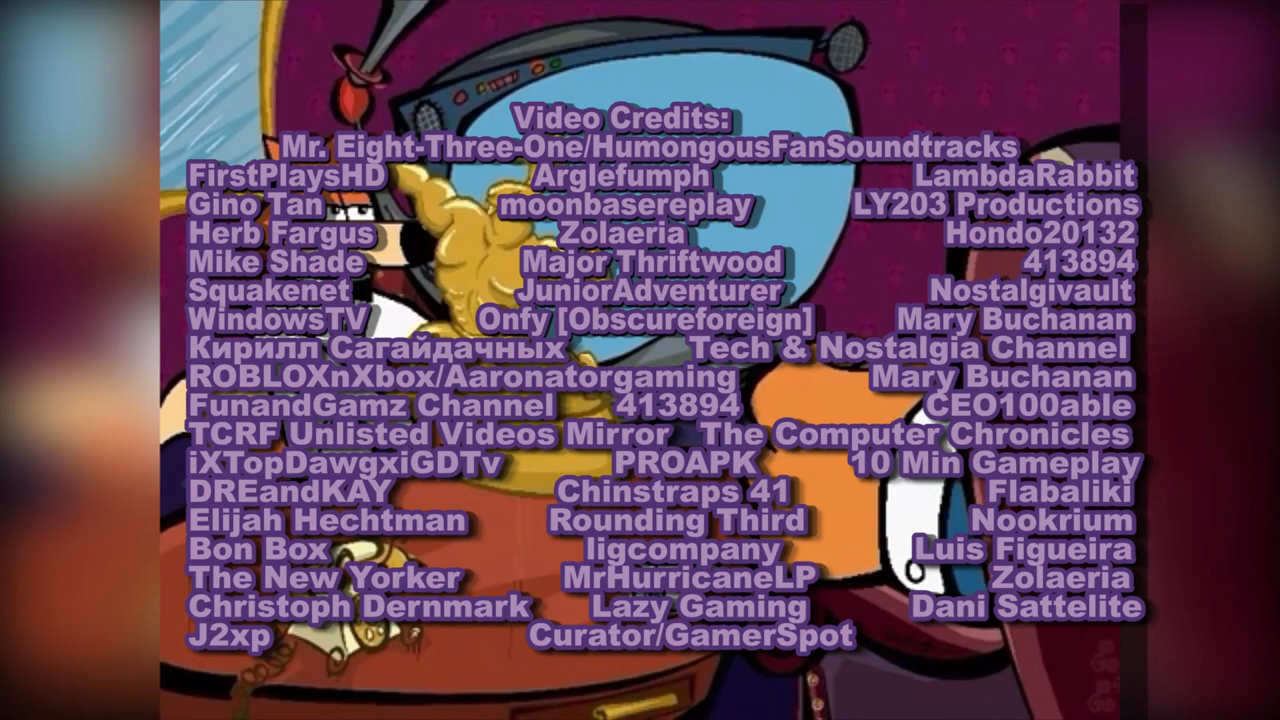 Video Credits:
Mr. Eight-Three-One/HumongousFanSoundtracks
FirstPlaysHD Arglefumph LambdaRabbit
Gino Tan moonbasereplay LY203 Productions
Herb Fargus Zolaeria Hondo20132
Mike Shade Major Thriftwood 413894
Squakenet JuniorAdventurer Nostalgivault
WindowsTV Onfy [Obscureforeign] Mary Buchanan
Кирилл Сагайдачных Tech & Nostalgia Channel
ROBLOXnXbox/Aaronatorgaming Mary Buchanan
FunandGamz Channel 413894 CEO100able
TCRF Unlisted Videos Mirror The Computer Chronicles
iXTopDawgxiGDTv PROAPK 10 Min Gameplay
DREandKAY Chinstraps 41 Flabaliki
Elijah Hechtman Rounding Third Nookrium
Bon Box ligcompany Luis Figueira
The New Yorker MrHurricaneLP Zolaeria
Christoph Dernmark Lazy Gaming Dani Sattelite
J2xp Curator/GamerSpot